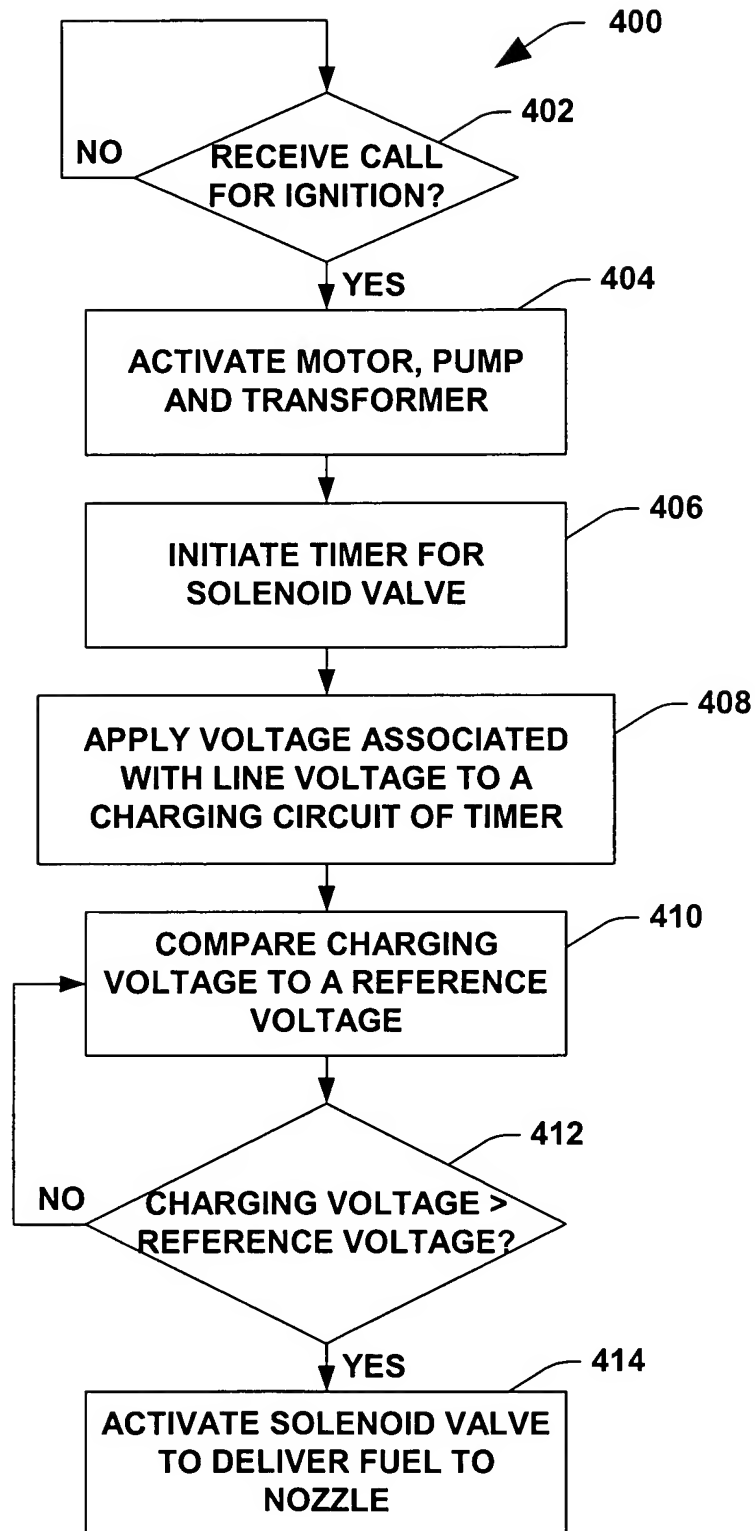 400
402
RECEIVE CALL
FOR IGNITION?
NO
YES
404
ACTIVATE MOTOR, PUMP
AND TRANSFORMER
406
INITIATE TIMER FOR
SOLENOID VALVE
408
APPLY VOLTAGE ASSOCIATED
WITH LINE VOLTAGE TO A
CHARGING CIRCUIT OF TIMER
410
COMPARE CHARGING
VOLTAGE TO A REFERENCE
VOLTAGE
412
NO
CHARGING VOLTAGE >
REFERENCE VOLTAGE?
YES
414
ACTIVATE SOLENOID VALVE
TO DELIVER FUEL TO
NOZZLE